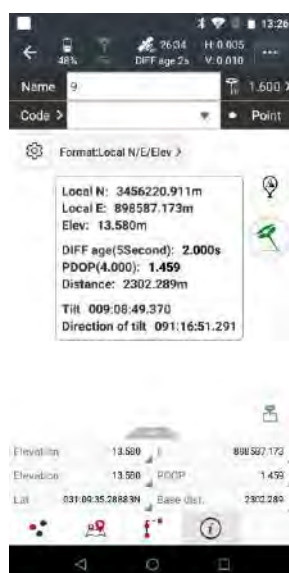 13:26
48% 26/34 H:0.005
DIFF age 2s V:0.010
Name 9 1.600 >
Code > Point
Format:Local N/E/Elev >
Local N: 3456220.911m
Local E: 898587.173m
Elev: 13.580m
DIFF age(5Second): 2.000s
PDOP(4.000): 1.459
Distance: 2302.289m
Tilt 009:08:49.370
Direction of tilt 091:16:51.291
Elevation 13.580 E 898587.173
Elevation 13.580 PDOP 1.459
Lat 031:09:35.28883N Base dist. 2302.289